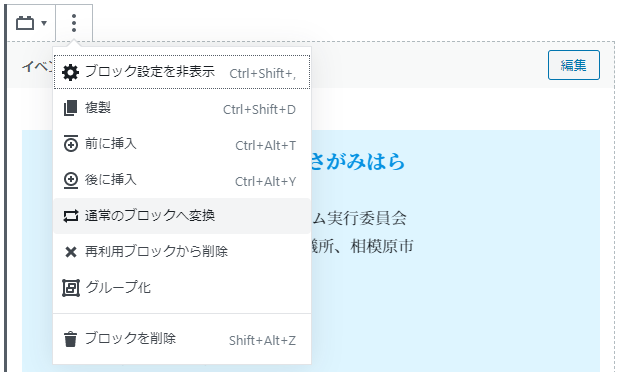 イベン
編集
ブロック設定を非表示 Ctrl+Shift+,
複製 Ctrl+Shift+D
前に挿入 Ctrl+Alt+T
さがみはら
後に挿入 Ctrl+Alt+Y
通常のブロックへ変換
ム実行委員会
再利用ブロックから削除
議所、相模原市
グループ化
ブロックを削除 Shift+Alt+Z